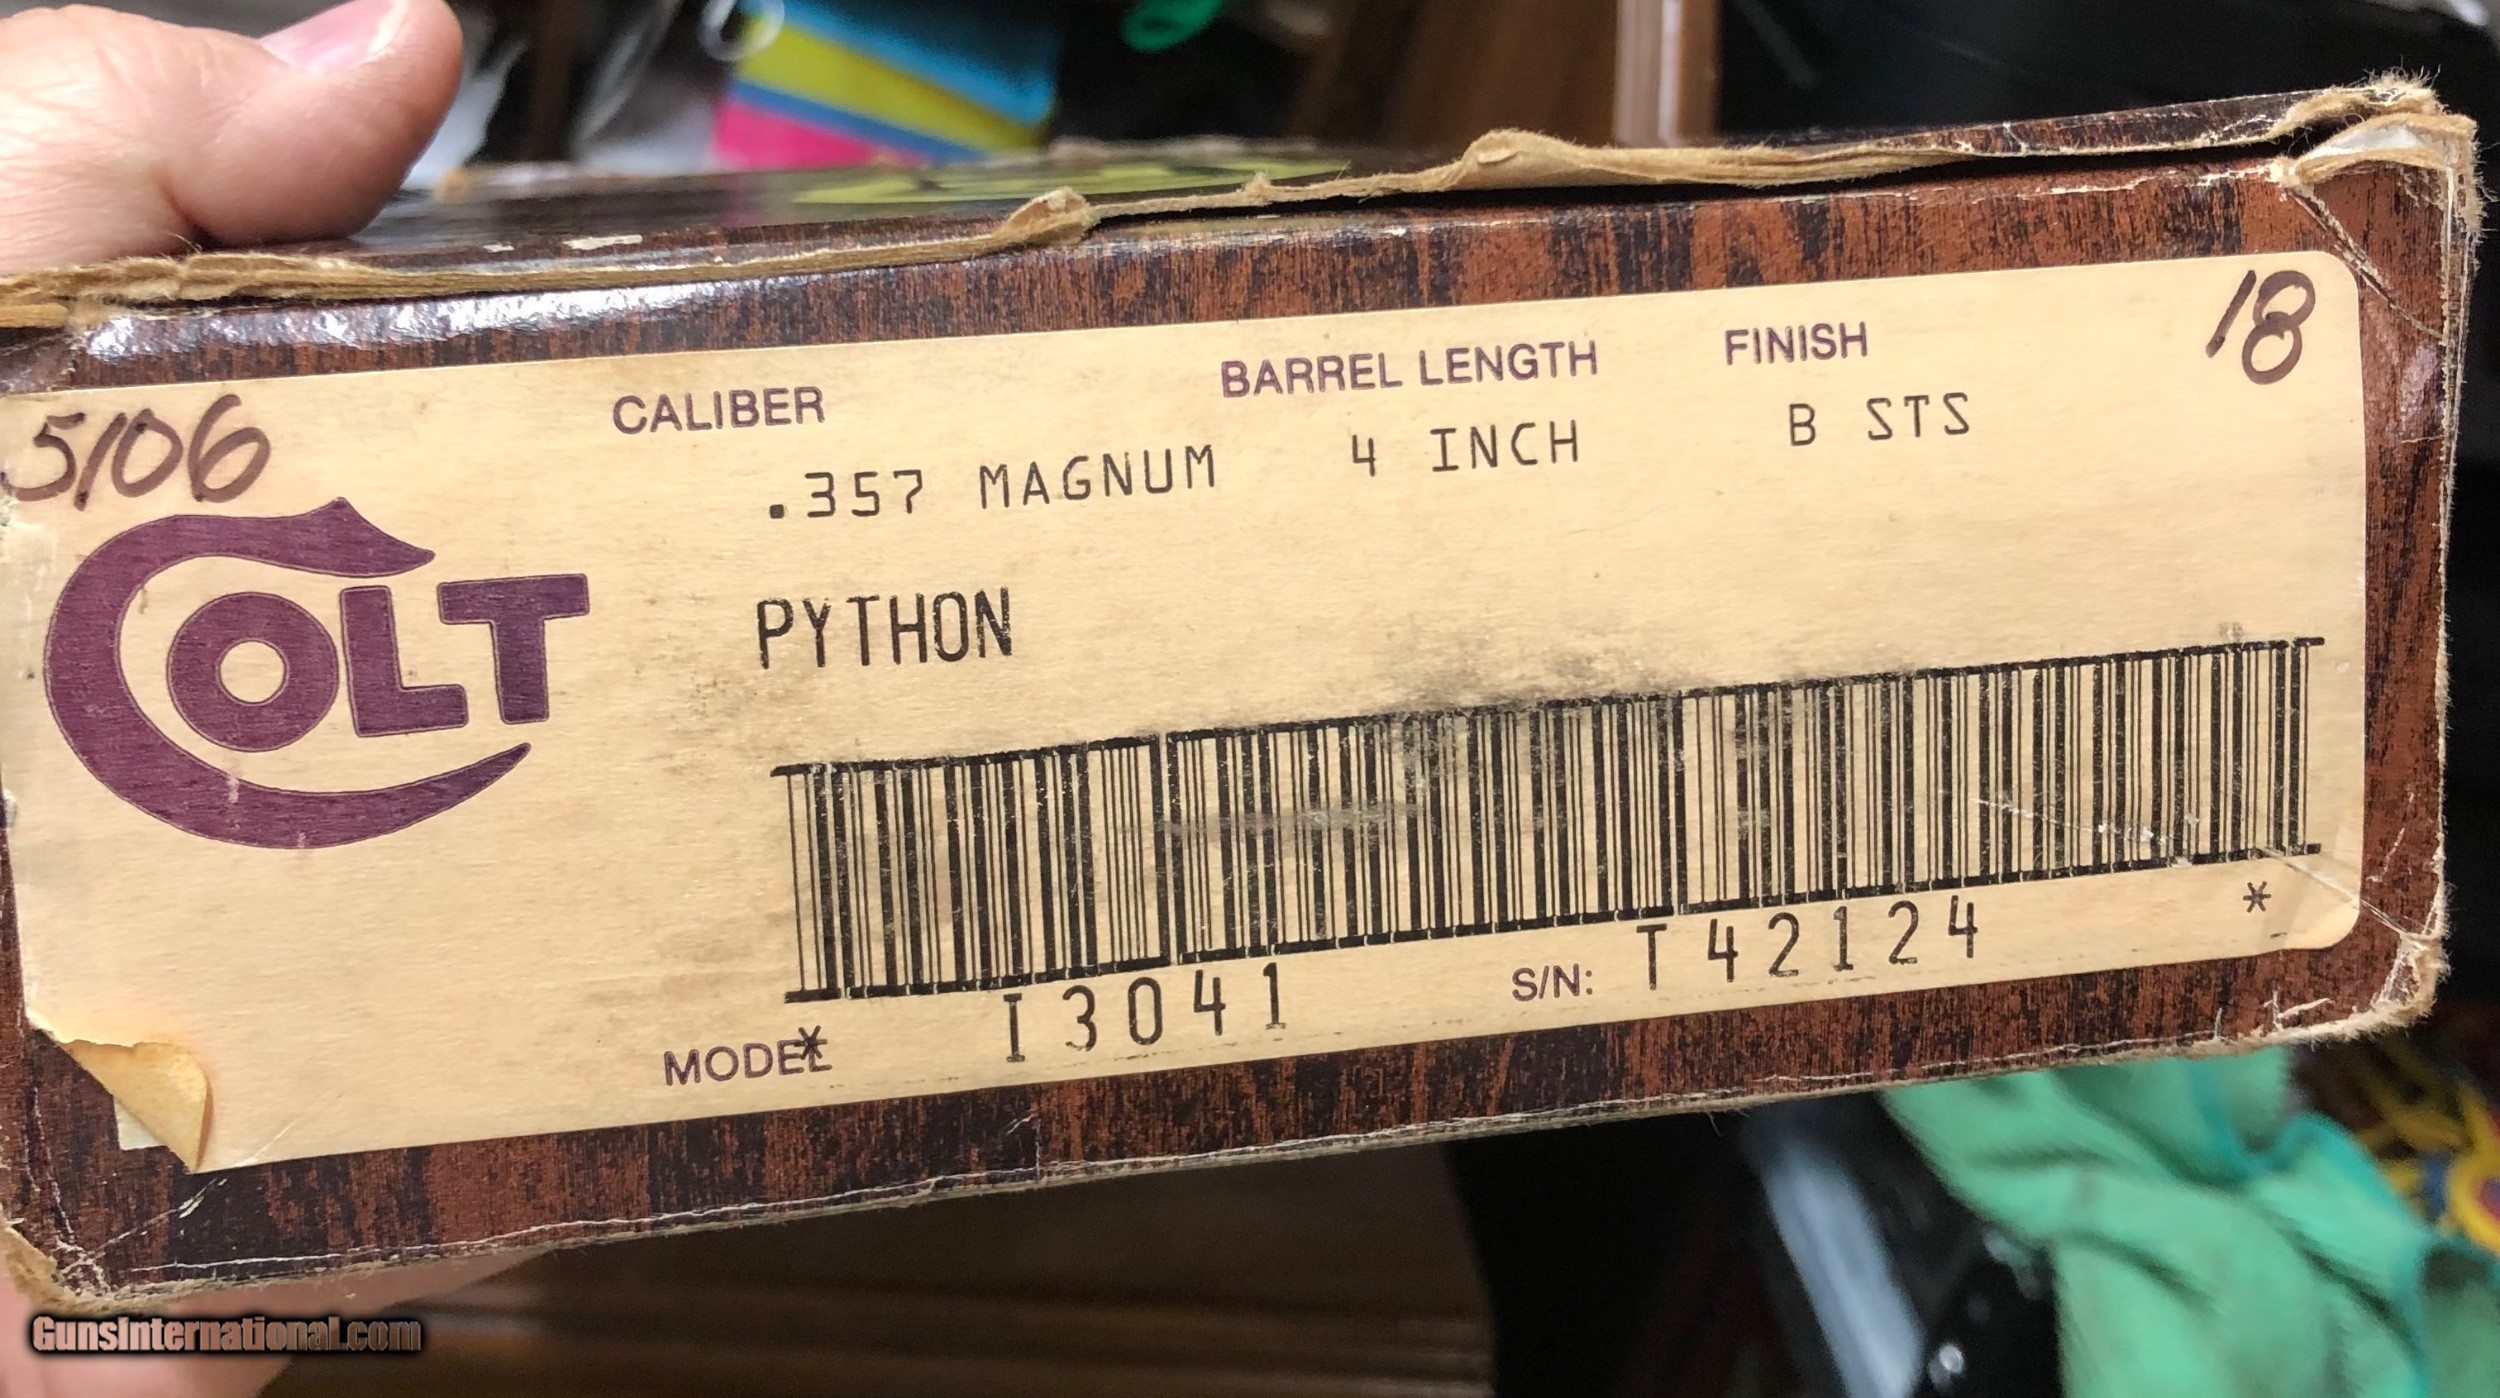 18
5106
CALIBER BARREL LENGTH FINISH
.357 MAGNUM 4 INCH B STS
COLT
PYTHON
MODEL * I3041 S/N: T42124 *
GunsInternational.com